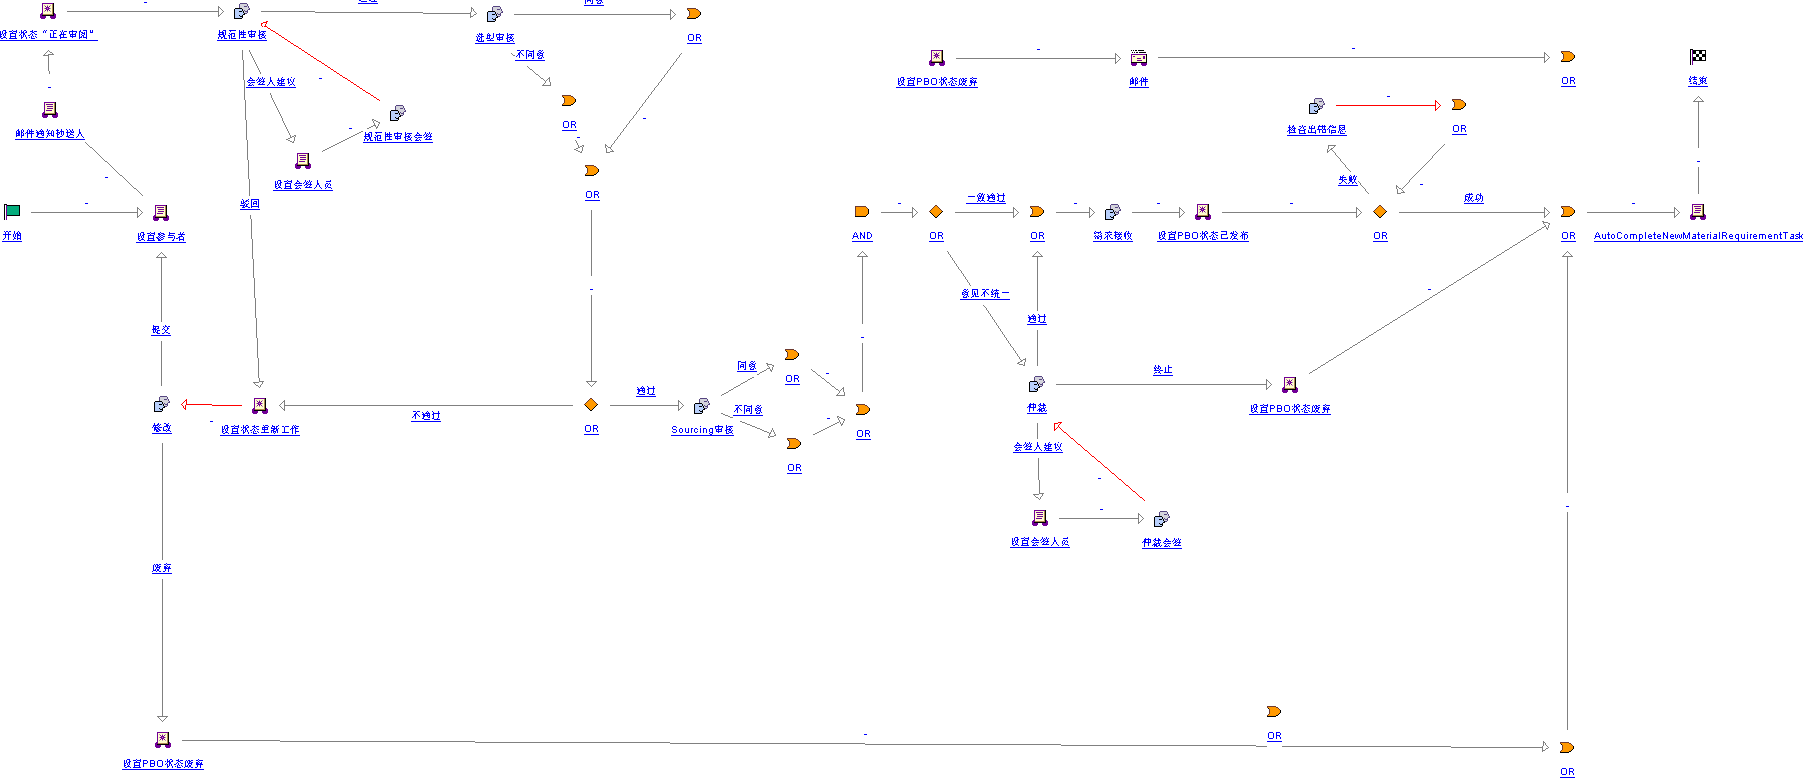 同意
设置状态“正在审阅”
规范性审核
选型审核
OR
不同意
会签人建议
设置PBO状态废弃
邮件
OR
结束
OR
邮件通知抄送人
规范性审核会签
检查出错信息
OR
设置会签人员
OR
驳回
失败
一致通过
成功
开始
设置参与者
AND
OR
OR
需求接收
设置PBO状态已发布
OR
OR
AutoCompleteNewMaterialRequirementTask
意见不统一
提交
通过
同意
终止
OR
通过
不同意
不通过
仲裁
设置PBO状态废弃
修改
设置状态重新工作
OR
Sourcing审核
OR
会签人建议
OR
设置会签人员
仲裁会签
废弃
OR
设置PBO状态废弃
OR